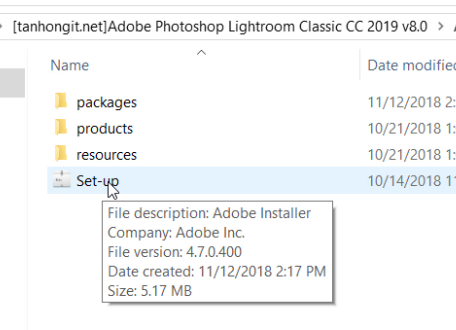 [tanhongit.net]Adobe Photoshop Lightroom Classic CC 2019 v8.0 >
Name Date modified
packages 11/12/2018 2:
products 10/21/2018 1:
resources 10/21/2018 1:
Set-up 10/14/2018 11
File description: Adobe Installer
Company: Adobe Inc.
File version: 4.7.0.400
Date created: 11/12/2018 2:17 PM
Size: 5.17 MB